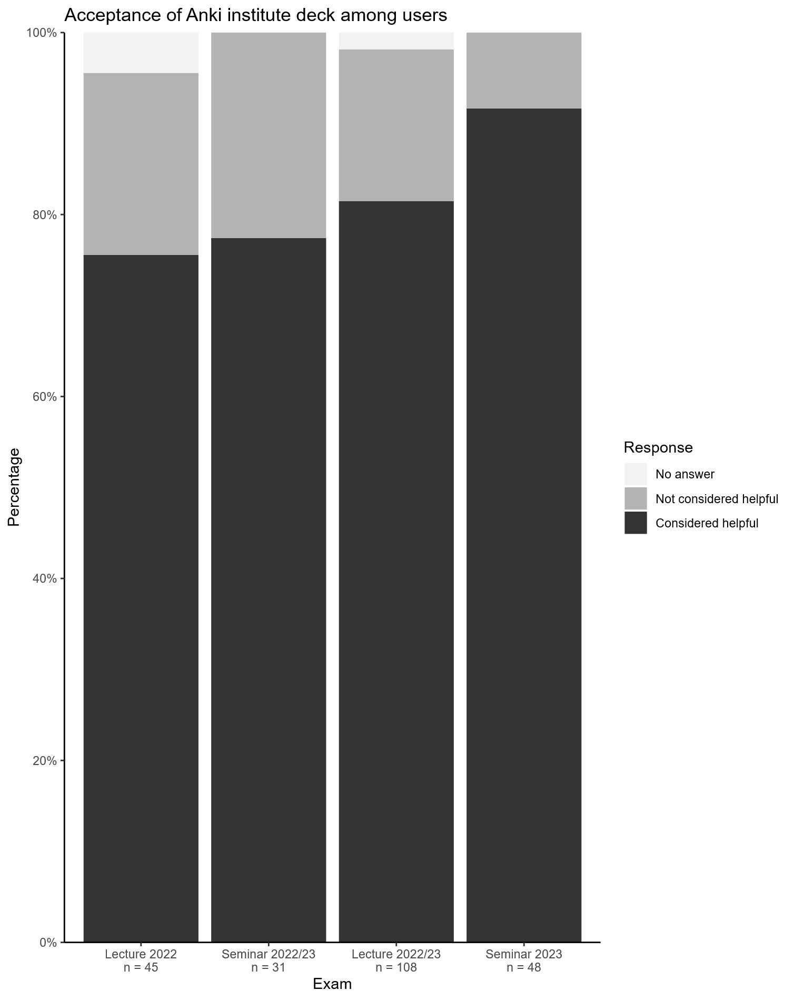 Acceptance of Anki institute deck among users
100%
80%
60%
40%
20%
0%
Percentage
Lecture 2022
n = 45
Seminar 2022/23
n = 31
Lecture 2022/23
n = 108
Seminar 2023
n = 48
Exam
Response
No answer
Not considered helpful
Considered helpful